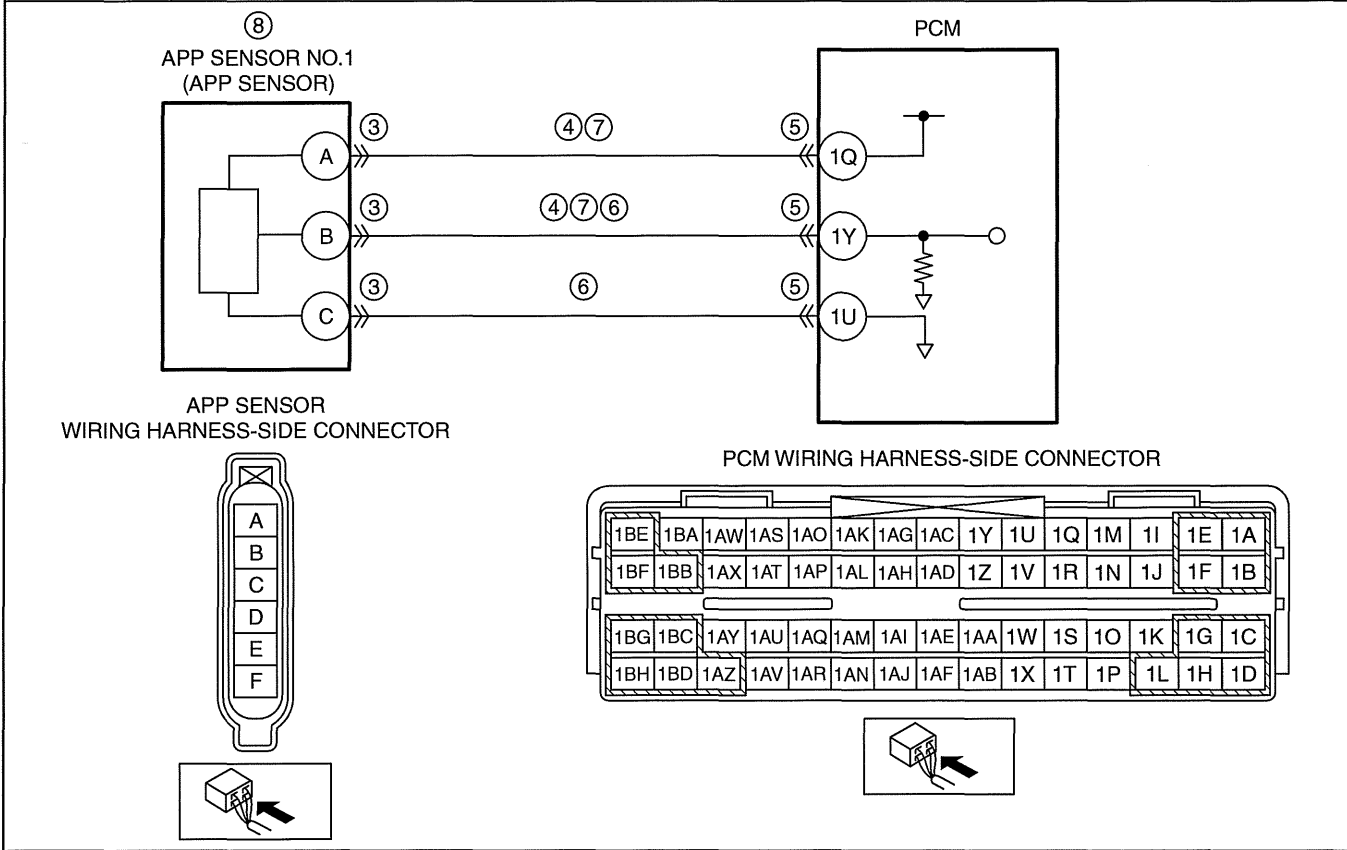 ⑧
APP SENSOR NO.1
(APP SENSOR)
PCM
A ③ ④⑦ ⑤ 1Q
B ③ ④⑦⑥ ⑤ 1Y
C ③ ⑥ ⑤ 1U
APP SENSOR
WIRING HARNESS-SIDE CONNECTOR
A
B
C
D
E
F
PCM WIRING HARNESS-SIDE CONNECTOR
1BE 1BA 1AW 1AS 1AO 1AK 1AG 1AC 1Y 1U 1Q 1M 1I 1E 1A
1BF 1BB 1AX 1AT 1AP 1AL 1AH 1AD 1Z 1V 1R 1N 1J 1F 1B
1BG 1BC 1AY 1AU 1AQ 1AM 1AI 1AE 1AA 1W 1S 1O 1K 1G 1C
1BH 1BD 1AZ 1AV 1AR 1AN 1AJ 1AF 1AB 1X 1T 1P 1L 1H 1D